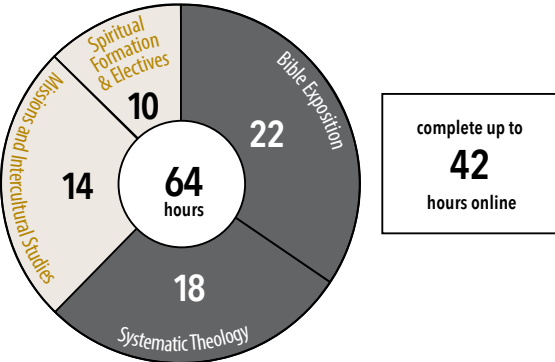 Spiritual
Formation
& Electives
10
Bible Exposition
22
Missions and Intercultural Studies
14
64
hours
18
Systematic Theology
complete up to
42
hours online